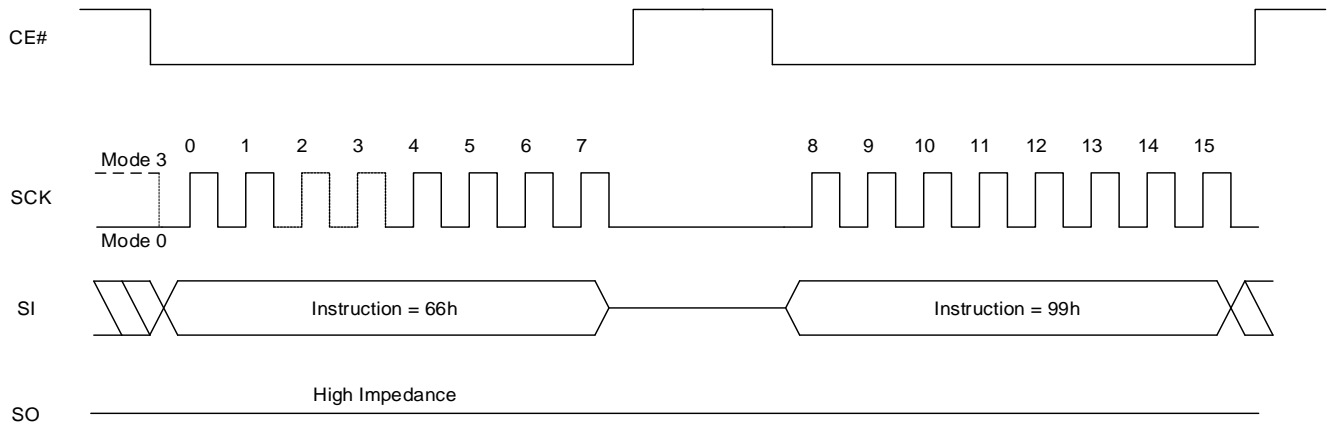 CE#
0 1 2 3 4 5 6 7 8 9 10 11 12 13 14 15
Mode 3
SCK
Mode 0
SI
Instruction = 66h
Instruction = 99h
High Impedance
SO